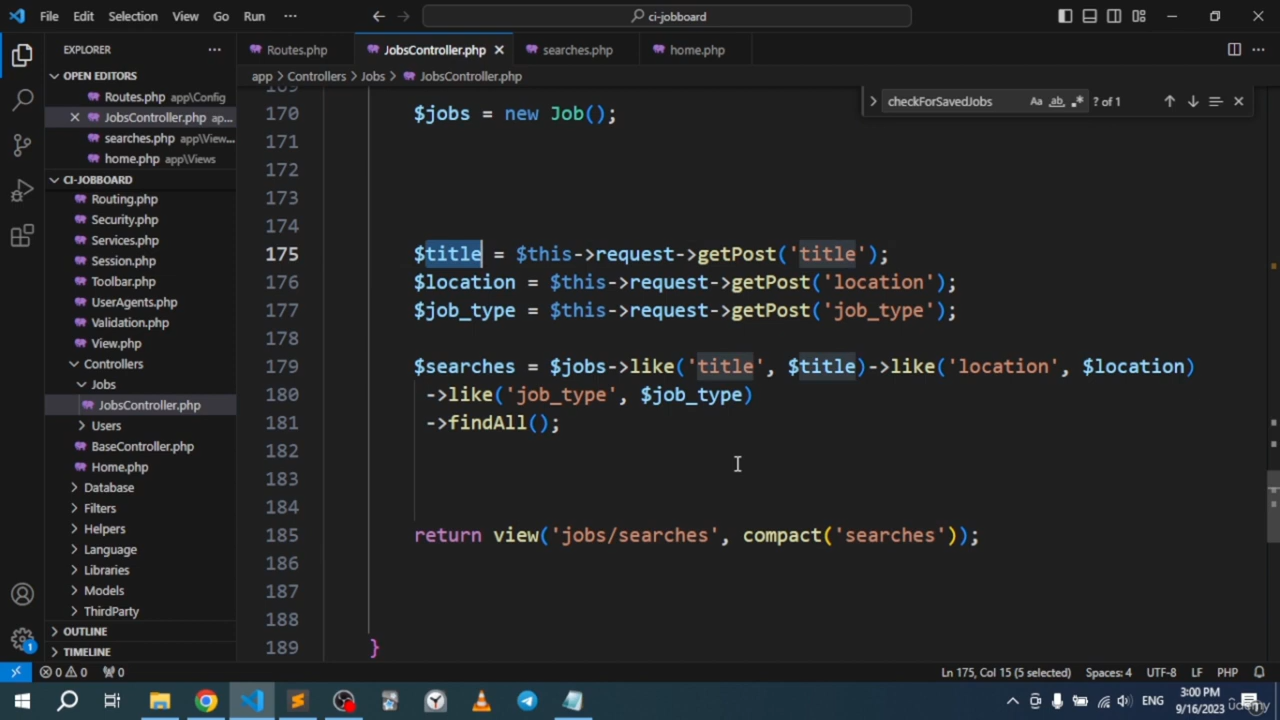 File Edit Selection View Go Run ··· ci-jobboard
EXPLORER ··· Routes.php JobsController.php searches.php home.php
OPEN EDITORS
Routes.php app\Config
JobsController.php ap...
searches.php app\View...
home.php app\Views
CI-JOBBOARD
Routing.php
Security.php
Services.php
Session.php
Toolbar.php
UserAgents.php
Validation.php
View.php
Controllers
Jobs
JobsController.php
Users
BaseController.php
Home.php
Database
Filters
Helpers
Language
Libraries
Models
ThirdParty
OUTLINE
TIMELINE
app > Controllers > Jobs > JobsController.php
checkForSavedJobs Aa ab .* ? of 1
169
170 $jobs = new Job();
171
172
173
174
175 $title = $this->request->getPost('title');
176 $location = $this->request->getPost('location');
177 $job_type = $this->request->getPost('job_type');
178
179 $searches = $jobs->like('title', $title)->like('location', $location)
180 ->like('job_type', $job_type)
181 ->findAll();
182
183
184
185 return view('jobs/searches', compact('searches'));
186
187
188
189 }
0 0 0 Ln 175, Col 15 (5 selected) Spaces: 4 UTF-8 LF PHP
1
ENG 3:00 PM
9/16/2023
udemy